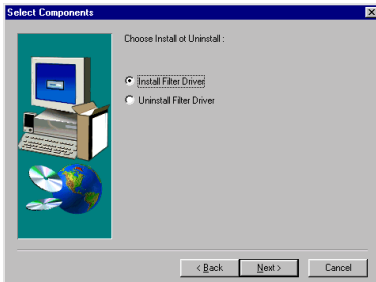 Select Components
Choose Install ot Uninstall :
Install Filter Driver
Uninstall Filter Driver
< Back
Next >
Cancel